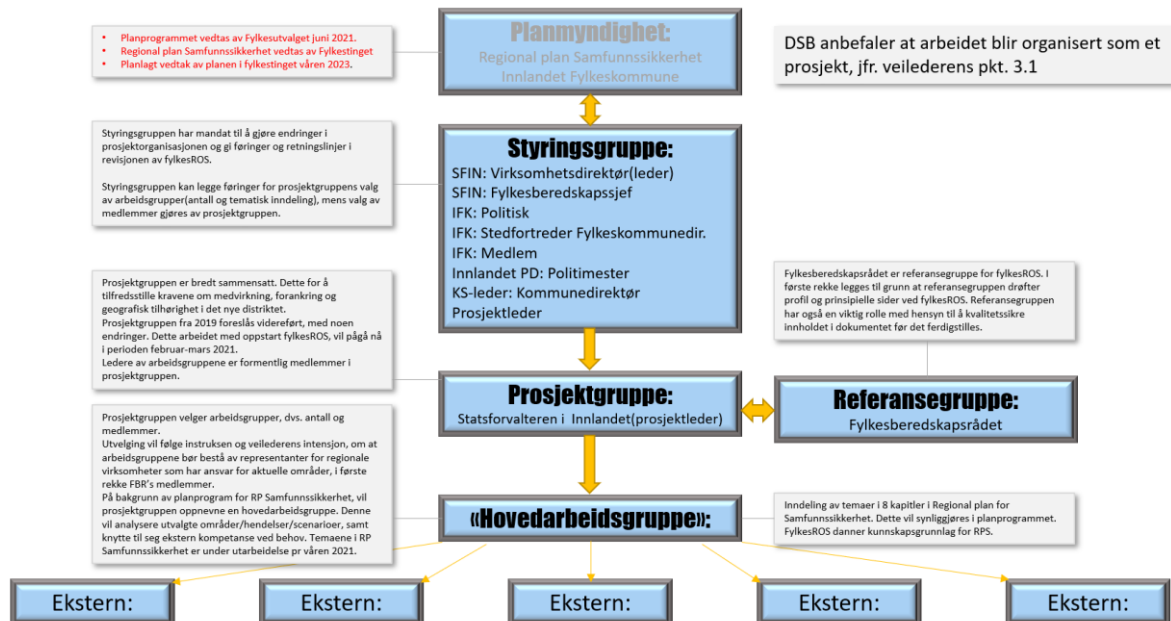 • Planprogrammet vedtas av Fylkesutvalget juni 2021.
• Regional plan Samfunnssikkerhet vedtas av Fylkestinget
• Planlagt vedtak av planen i fylkestinget våren 2023.
Planmyndighet:
Regional plan Samfunnssikkerhet
Innlandet Fylkeskommune
DSB anbefaler at arbeidet blir organisert som et
prosjekt, jfr. veilederens pkt. 3.1
Styringsgruppen har mandat til å gjøre endringer i
prosjektorganisasjonen og gi føringer og retningslinjer i
revisjonen av fylkesROS.
Styringsgruppen kan legge føringer for prosjektgruppens valg
av arbeidsgrupper(antall og tematisk inndeling), mens valg av
medlemmer gjøres av prosjektgruppen.
Styringsgruppe:
SFIN: Virksomhetsdirektør(leder)
SFIN: Fylkesberedskapssjef
IFK: Politisk
IFK: Stedfortreder Fylkeskommunedir.
IFK: Medlem
Innlandet PD: Politimester
KS-leder: Kommunedirektør
Prosjektleder
Prosjektgruppen er bredt sammensatt. Dette for å
tilfredsstille kravene om medvirkning, forankring og
geografisk tilhørighet i det nye distriktet.
Prosjektgruppen fra 2019 foreslås videreført, med noen
endringer. Dette arbeidet med oppstart fylkesROS, vil pågå nå
i perioden februar-mars 2021.
Ledere av arbeidsgruppene er formentlig medlemmer i
prosjektgruppen.
Fylkesberedskapsrådet er referansegruppe for fylkesROS. I
første rekke legges til grunn at referansegruppen drøfter
profil og prinsipielle sider ved fylkesROS. Referansegruppen
har også en viktig rolle med hensyn til å kvalitetssikre
innholdet i dokumentet før det ferdigstilles.
Prosjektgruppe:
Statsforvalteren i Innlandet(prosjektleder)
Referansegruppe:
Fylkesberedskapsrådet
Prosjektgruppen velger arbeidsgrupper, dvs. antall og
medlemmer.
Utvelging vil følge instruksen og veilederens intensjon, om at
arbeidsgruppene bør bestå av representanter for regionale
virksomheter som har ansvar for aktuelle områder, i første
rekke FBR's medlemmer.
På bakgrunn av planprogram for RP Samfunnssikkerhet, vil
prosjektgruppen oppnevne en hovedarbeidsgruppe. Denne
vil analysere utvalgte områder/hendelser/scenarioer, samt
knytte til seg ekstern kompetanse ved behov. Temaene i RP
Samfunnssikkerhet er under utarbeidelse pr våren 2021.
«Hovedarbeidsgruppe»:
Inndeling av temaer i 8 kapitler i Regional plan for
Samfunnssikkerhet. Dette vil synliggjøres i planprogrammet.
FylkesROS danner kunnskapsgrunnlag for RPS.
Ekstern:
Ekstern:
Ekstern:
Ekstern:
Ekstern: